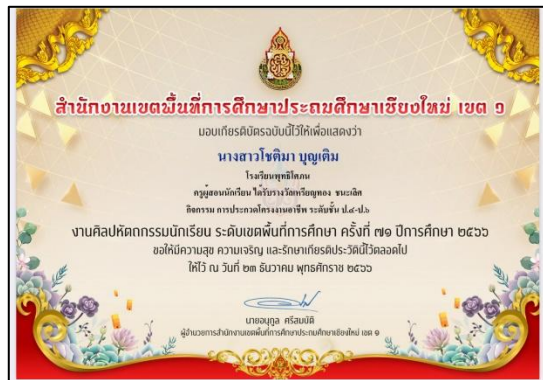 สำนักงานเขตพื้นที่การศึกษาประถมศึกษาเชียงใหม่ เขต ๑
มอบเกียรติบัตรฉบับนี้ไว้ให้เพื่อแสดงว่า
นางสาวโชติมา บุญเติม
โรงเรียนพุทธิโศภน
ครูผู้สอนนักเรียน ได้รับรางวัลเหรียญทอง ชนะเลิศ
กิจกรรม การประกวดโครงงานอาชีพ ระดับชั้น ป.๔-ป.๖
งานศิลปหัตถกรรมนักเรียน ระดับเขตพื้นที่การศึกษา ครั้งที่ ๗๑ ปีการศึกษา ๒๕๖๖
ขอให้มีความสุข ความเจริญ และรักษาเกียรติประวัตินี้ไว้ตลอดไป
ให้ไว้ ณ วันที่ ๒๓ ธันวาคม พุทธศักราช ๒๕๖๖
นายอนุกูล ศรีสมบัติ
ผู้อำนวยการสำนักงานเขตพื้นที่การศึกษาประถมศึกษาเชียงใหม่ เขต ๑